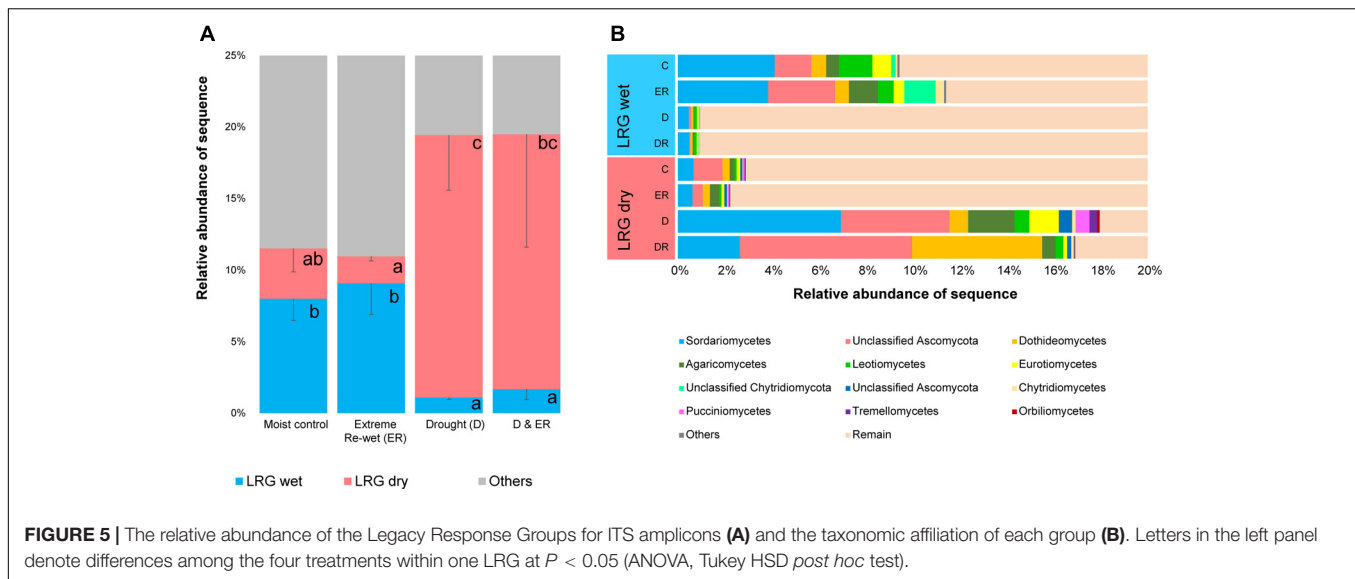 A
25%
20%
15%
10%
5%
0%
Relative abundance of sequence
ab
b
a
b
c
a
bc
a
Moist control
Extreme Re-wet (ER)
Drought (D)
D & ER
LRG wet
LRG dry
Others
B
LRG wet
C
ER
D
DR
LRG dry
C
ER
D
DR
0% 2% 4% 6% 8% 10% 12% 14% 16% 18% 20%
Relative abundance of sequence
Sordariomycetes
Unclassified Ascomycota
Dothideomycetes
Agaricomycetes
Leotiomycetes
Eurotiomycetes
Unclassified Chytridiomycota
Unclassified Ascomycota
Chytridiomycetes
Pucciniomycetes
Tremellomycetes
Orbiliomycetes
Others
Remain
FIGURE 5 | The relative abundance of the Legacy Response Groups for ITS amplicons (A) and the taxonomic affiliation of each group (B). Letters in the left panel
denote differences among the four treatments within one LRG at P < 0.05 (ANOVA, Tukey HSD post hoc test).